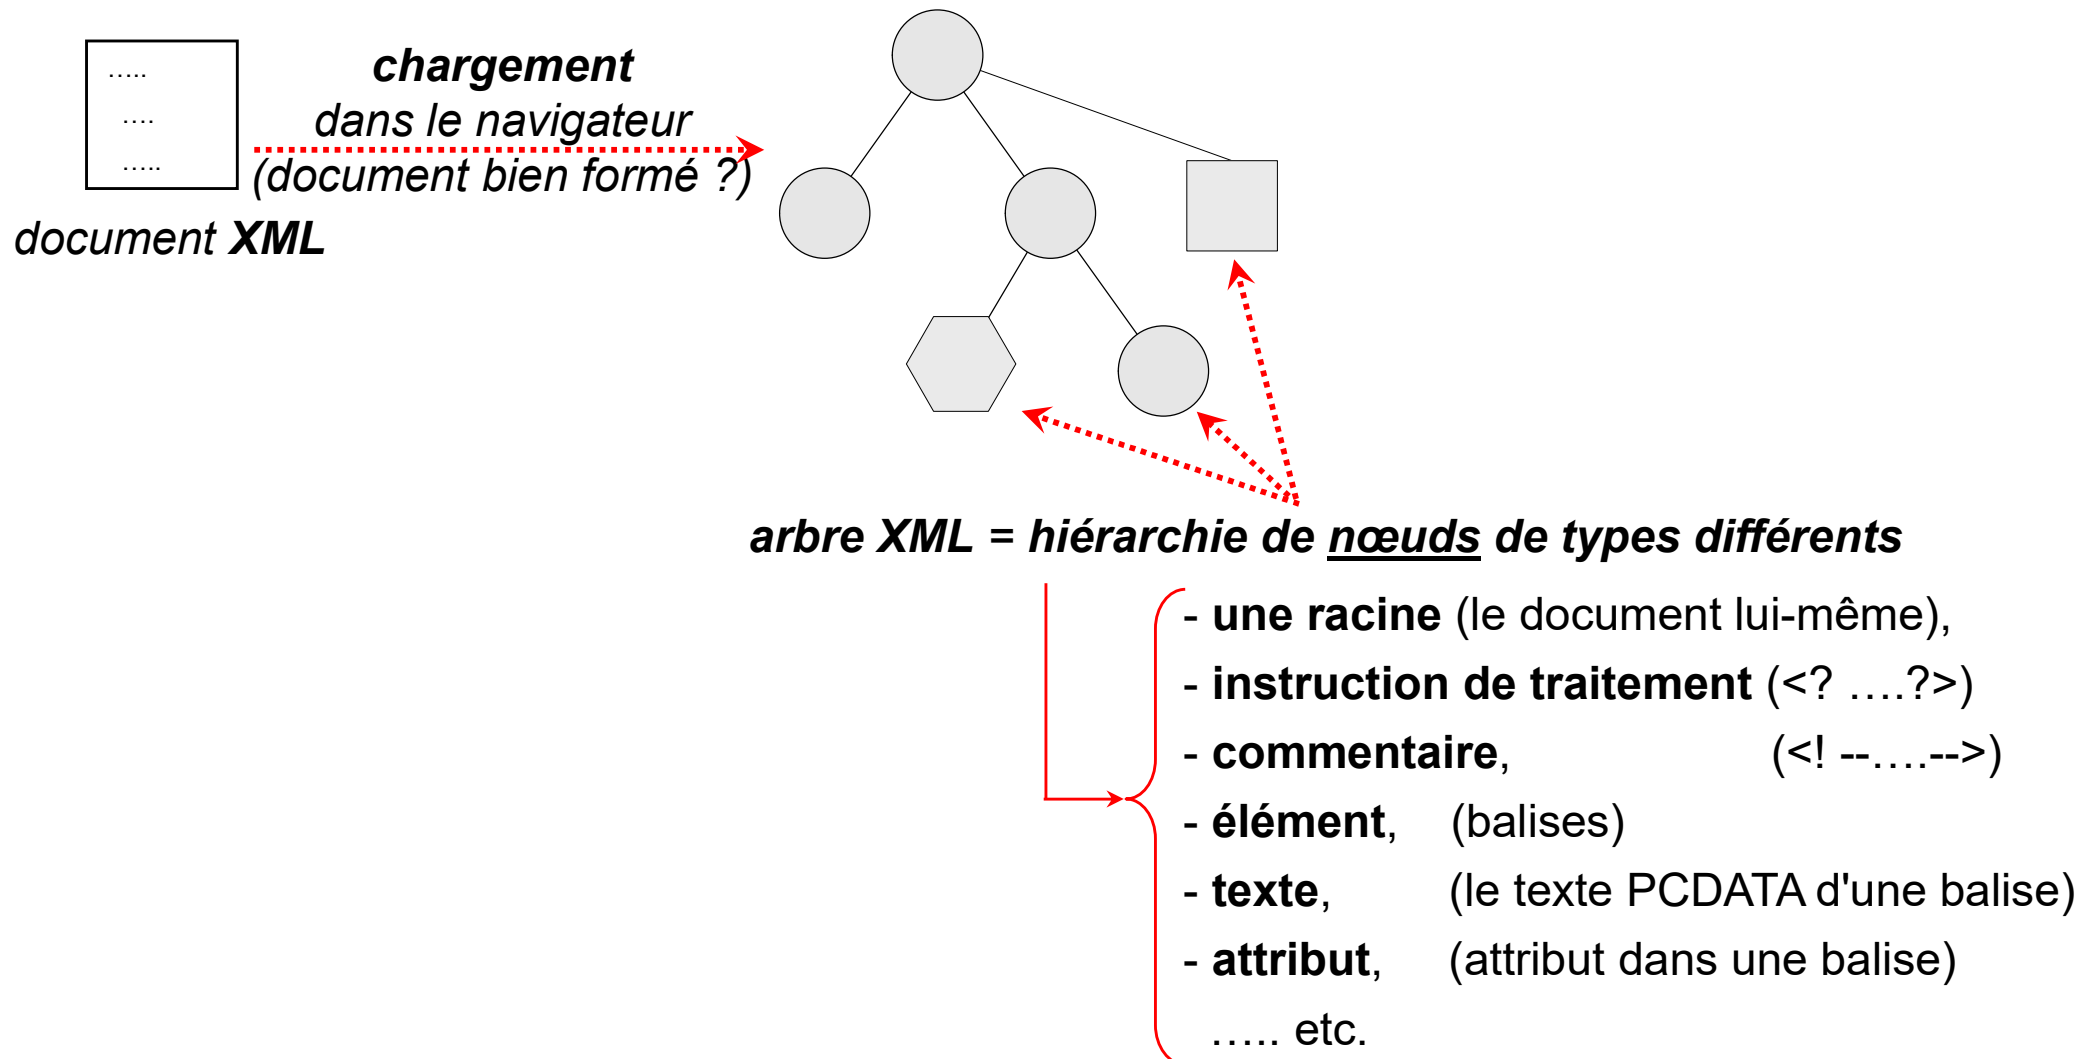 …..
….
…..
chargement
dans le navigateur
(document bien formé ?)
document XML
arbre XML = hiérarchie de nœuds de types différents
- une racine (le document lui-même),
- instruction de traitement (<? ….?>)
- commentaire, (<! --….-->)
- élément, (balises)
- texte, (le texte PCDATA d'une balise)
- attribut, (attribut dans une balise)
….. etc.